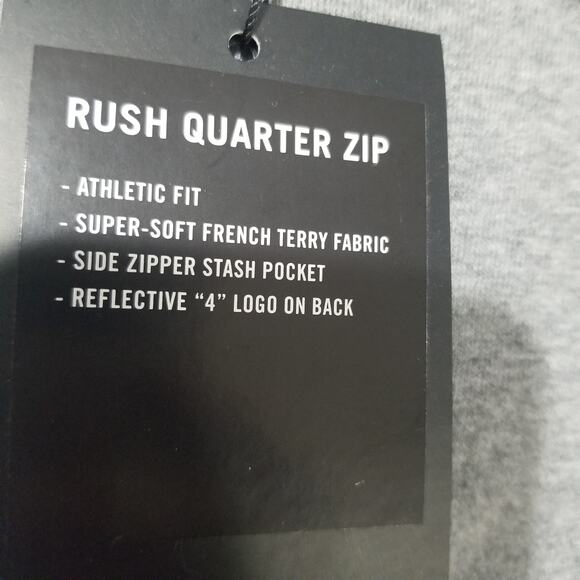 RUSH QUARTER ZIP
- ATHLETIC FIT
- SUPER-SOFT FRENCH TERRY FABRIC
- SIDE ZIPPER STASH POCKET
- REFLECTIVE “4” LOGO ON BACK